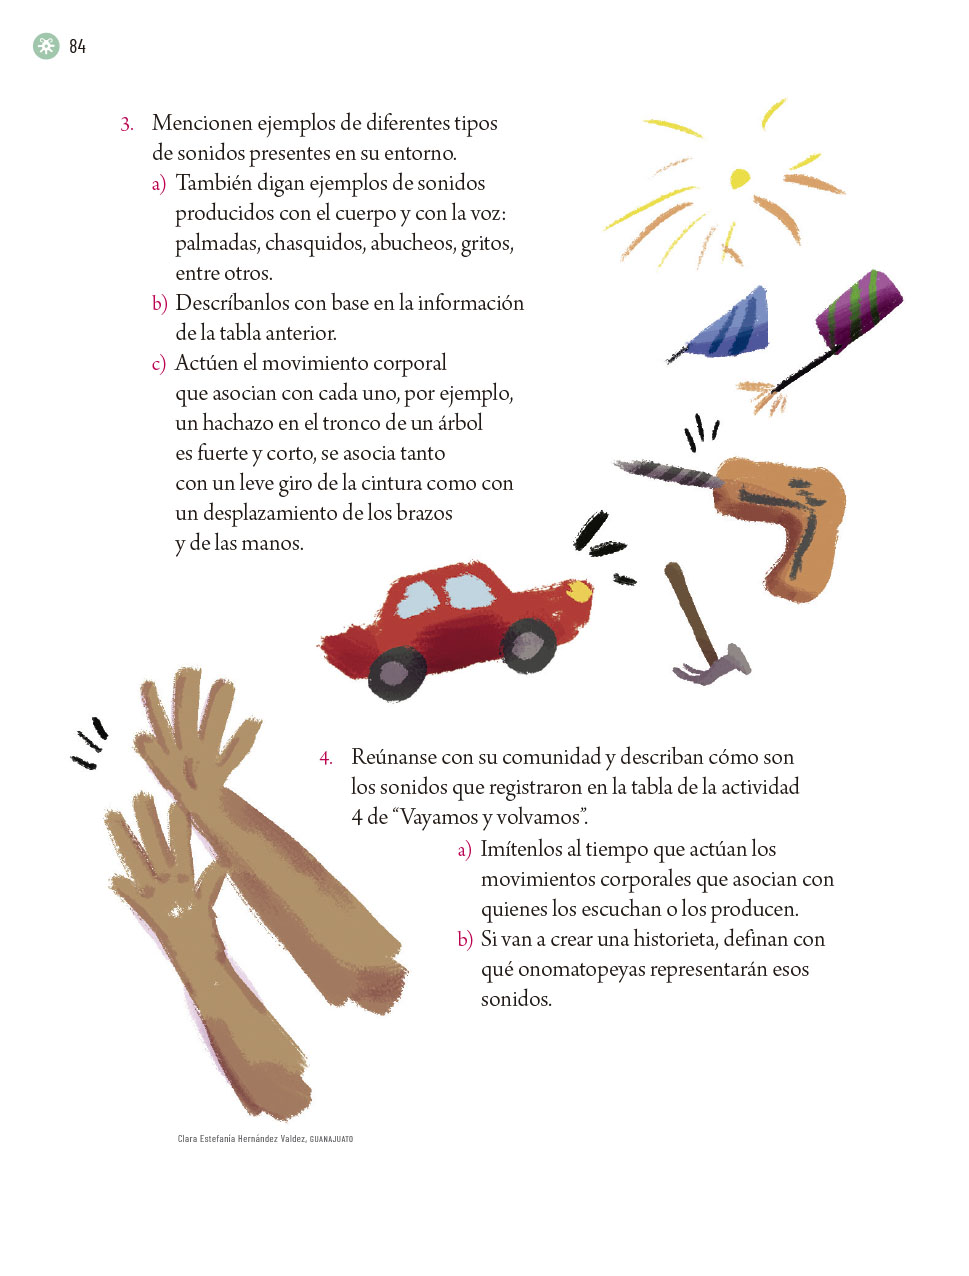 84
3. Mencionen ejemplos de diferentes tipos
de sonidos presentes en su entorno.
a) También digan ejemplos de sonidos
producidos con el cuerpo y con la voz:
palmadas, chasquidos, abucheos, gritos,
entre otros.
b) Descríbanlos con base en la información
de la tabla anterior.
c) Actúen el movimiento corporal
que asocian con cada uno, por ejemplo,
un hachazo en el tronco de un árbol
es fuerte y corto, se asocia tanto
con un leve giro de la cintura como con
un desplazamiento de los brazos
y de las manos.
4. Reúnanse con su comunidad y describan cómo son
los sonidos que registraron en la tabla de la actividad
4 de “Vayamos y volvamos”.
a) Imítenlos al tiempo que actúan los
movimientos corporales que asocian con
quienes los escuchan o los producen.
b) Si van a crear una historieta, definan con
qué onomatopeyas representarán esos
sonidos.
Clara Estefanía Hernández Valdez, GUANAJUATO